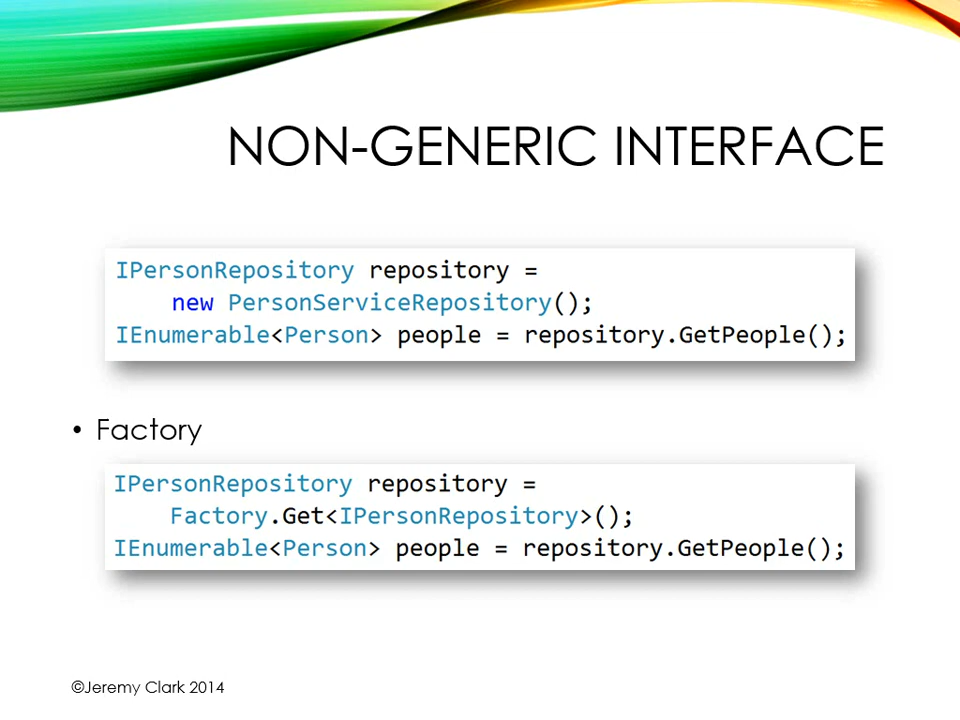 NON-GENERIC INTERFACE
IPersonRepository repository =
new PersonServiceRepository();
IEnumerable<Person> people = repository.GetPeople();
• Factory
IPersonRepository repository =
Factory.Get<IPersonRepository>();
IEnumerable<Person> people = repository.GetPeople();
©Jeremy Clark 2014